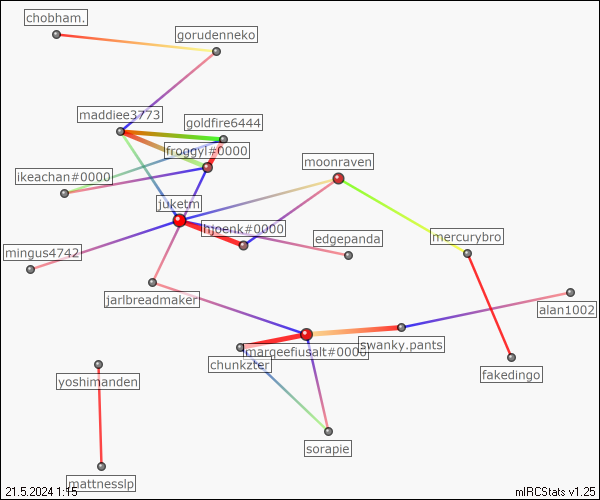 chobham.
gorudenneko
maddiee3773
goldfire6444
froggyl#0000
moonraven
ikeachan#0000
juketm
hjoenk#0000
edgepanda
mercurybro
mingus4742
jarlbreadmaker
alan1002
swanky.pants
marqeefiusalt#0000
chunkzter
fakedingo
yoshimanden
sorapie
mattnesslp
21.5.2024 1:15
mIRCStats v1.25